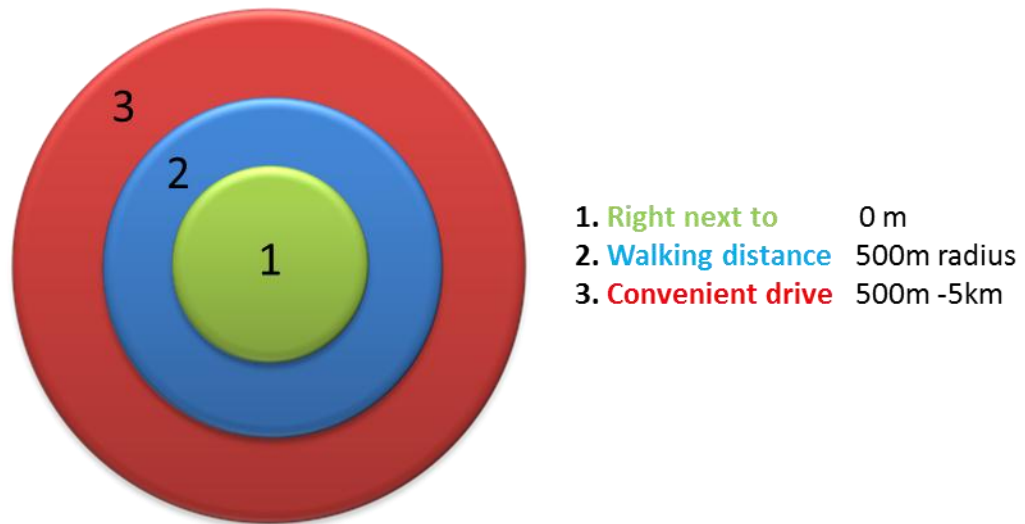 3
2
1
1. Right next to 0 m
2. Walking distance 500m radius
3. Convenient drive 500m -5km